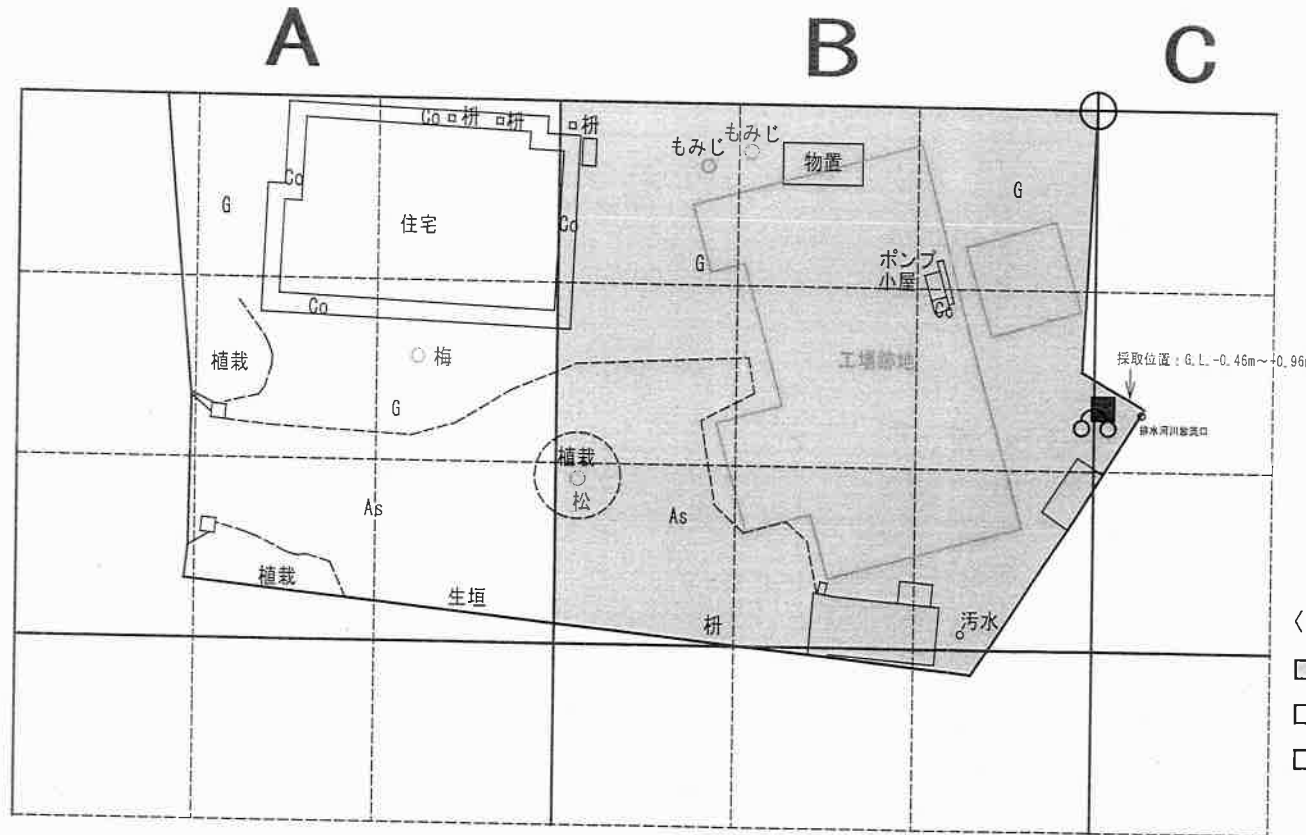 A
B
C
Co
枡
枡
枡
もみじ
もみじ
物置
Co
G
住宅
Co
G
G
ポンプ
小屋
Co
Co
植栽
梅
工場跡地
採取位置:G.L.-0.46m~-0.96m
G
排水河川放流口
植栽
松
As
As
植栽
生垣
枡
汚水
〈